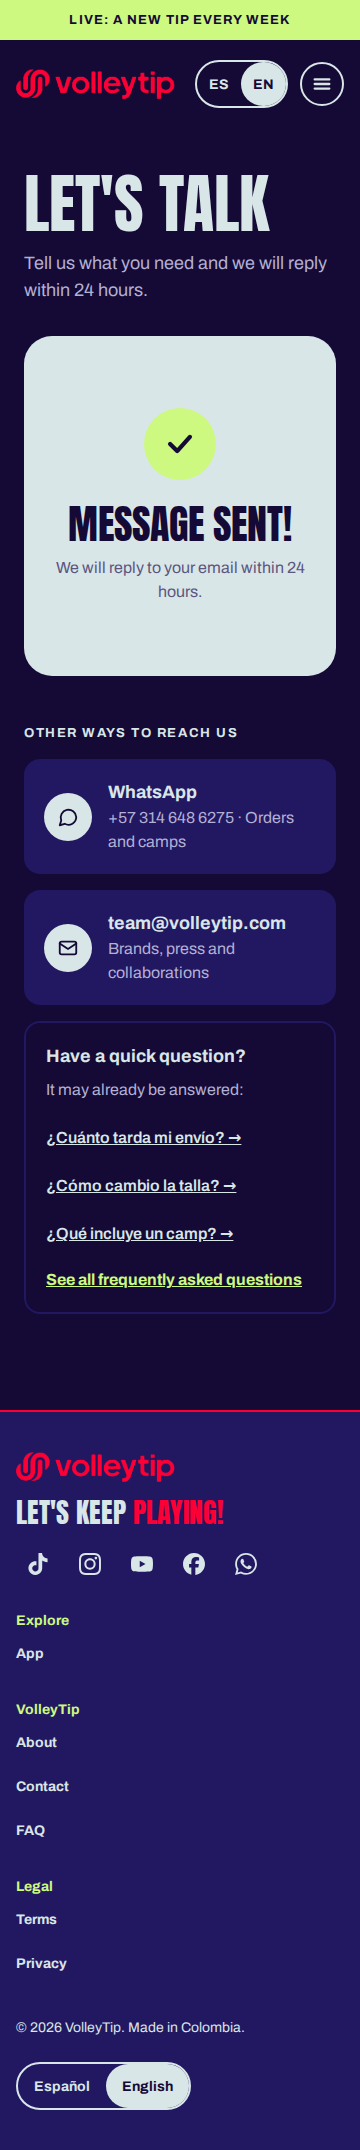 LIVE: A NEW TIP EVERY WEEK
volleytip
ES EN
LET'S TALK
Tell us what you need and we will reply
within 24 hours.
MESSAGE SENT!
We will reply to your email within 24
hours.
OTHER WAYS TO REACH US
WhatsApp
+57 314 648 6275 · Orders
and camps
team@volleytip.com
Brands, press and
collaborations
Have a quick question?
It may already be answered:
¿Cuánto tarda mi envío? →
¿Cómo cambio la talla? →
¿Qué incluye un camp? →
See all frequently asked questions
volleytip
LET'S KEEP PLAYING!
Explore
App
VolleyTip
About
Contact
FAQ
Legal
Terms
Privacy
© 2026 VolleyTip. Made in Colombia.
Español English